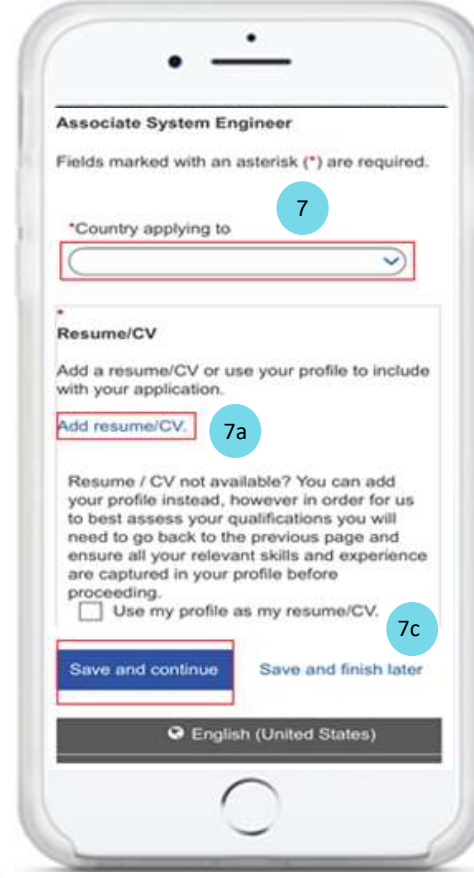 Associate System Engineer
Fields marked with an asterisk (*) are required.
7
*Country applying to
*
Resume/CV
Add a resume/CV or use your profile to include
with your application.
Add resume/CV.
7a
Resume / CV not available? You can add
your profile instead, however in order for us
to best assess your qualifications you will
need to go back to the previous page and
ensure all your relevant skills and experience
are captured in your profile before
proceeding.
Use my profile as my resume/CV.
7c
Save and continue
Save and finish later
English (United States)